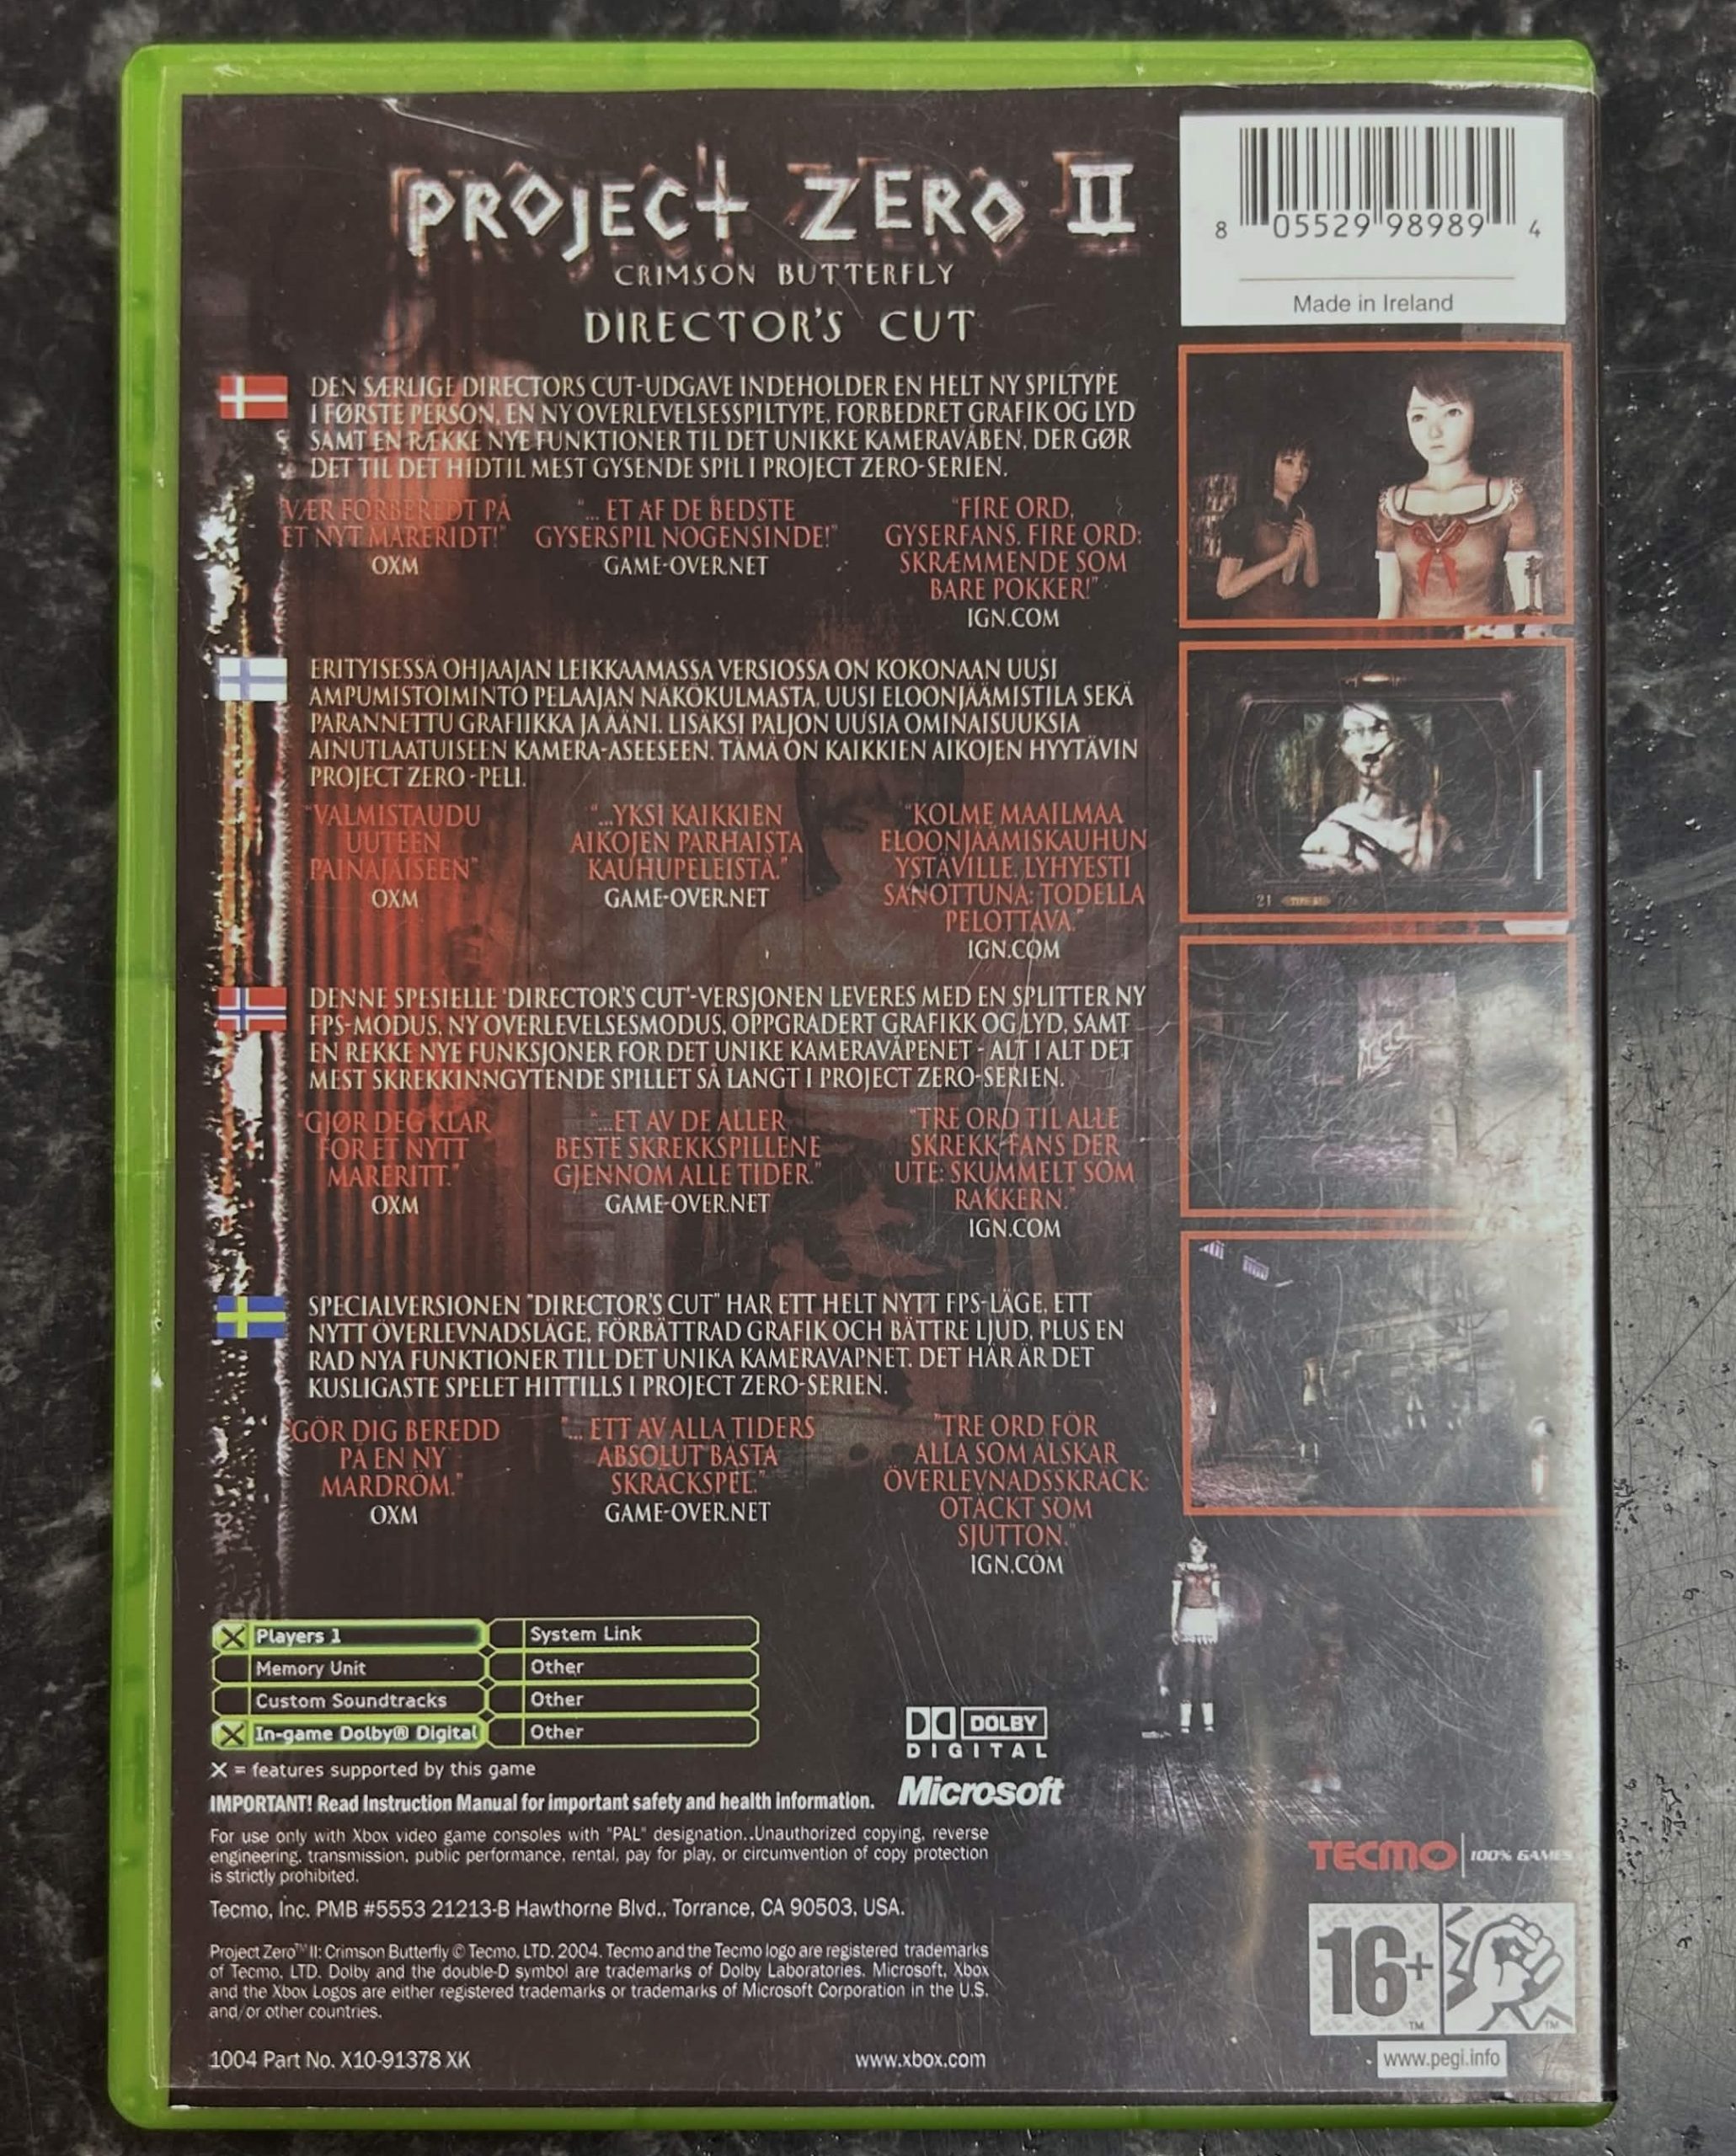 PROJECT ZERO II
CRIMSON BUTTERFLY
DIRECTOR'S CUT
8 05529 98989 4
Made in Ireland
DEN SÆRLIGE DIRECTORS CUT-UDGAVE INDEHOLDER EN HELT NY SPILTYPE
I FØRSTE PERSON, EN NY OVERLEVELSESSPILTYPE, FORBEDRET GRAFIK OG LYD
SAMT EN RÆKKE NYE FUNKTIONER TIL DET UNIKKE KAMERAVÅBEN, DER GØR
DET TIL DET HIDTIL MEST GYSENDE SPIL I PROJECT ZERO-SERIEN.
"VÆR FORBEREDT PÅ
ET NYT MARERIDT!"
OXM
"... ET AF DE BEDSTE
GYSERSPIL NOGENSINDE!"
GAME-OVER.NET
"FIRE ORD,
GYSERFANS. FIRE ORD:
SKRÆMMENDE SOM
BARE POKKER!"
IGN.COM
ERITYISESSÄ OHJAAJAN LEIKKAAMASSA VERSIOSSA ON KOKONAAN UUSI
AMPUMISTOIMINTO PELAAJAN NÄKÖKULMASTA, UUSI ELOONJÄÄMISTILA SEKÄ
PARANNETTU GRAFIIKKA JA ÄÄNI. LISÄKSI PALJON UUSIA OMINAISUUKSIA
AINUTLAATUISEEN KAMERA-ASEESEEN. TÄMÄ ON KAIKKIEN AIKOJEN HYYTÄVIN
PROJECT ZERO -PELI.
"VALMISTAUDU
UUTEEN
PAINAJAISEEN"
OXM
"...YKSI KAIKKIEN
AIKOJEN PARHAISTA
KAUHUPELEISTÄ."
GAME-OVER.NET
"KOLME MAAILMAA
ELOONJÄÄMISKAUHUN
YSTÄVILLE. LYHYESTI
SANOTTUNA: TODELLA
PELOTTAVA."
IGN.COM
DENNE SPESIELLE 'DIRECTOR'S CUT'-VERSJONEN LEVERES MED EN SPLITTER NY
FPS-MODUS, NY OVERLEVELSESMODUS, OPPGRADERT GRAFIKK OG LYD, SAMT
EN REKKE NYE FUNKSJONER FOR DET UNIKE KAMERAVÅPENET - ALT I ALT DET
MEST SKREKKINNGYTENDE SPILLET SÅ LANGT I PROJECT ZERO-SERIEN.
"GJØR DEG KLAR
FOR ET NYTT
MARERITT."
OXM
"...ET AV DE ALLER
BESTE SKREKKSPILLENE
GJENNOM ALLE TIDER."
GAME-OVER.NET
"TRE ORD TIL ALLE
SKREKK-FANS DER
UTE: SKUMMELT SOM
RAKKERN."
IGN.COM
SPECIALVERSIONEN "DIRECTOR'S CUT" HAR ETT HELT NYTT FPS-LÄGE, ETT
NYTT ÖVERLEVNADSLÄGE, FÖRBÄTTRAD GRAFIK OCH BÄTTRE LJUD, PLUS EN
RAD NYA FUNKTIONER TILL DET UNIKA KAMERAVAPNET. DET HÄR ÄR DET
KUSLIGASTE SPELET HITTILLS I PROJECT ZERO-SERIEN.
"GÖR DIG BEREDD
PÅ EN NY
MARDRÖM."
OXM
"... ETT AV ALLA TIDERS
ABSOLUT BÄSTA
SKRÄCKSPEL."
GAME-OVER.NET
"TRE ORD FÖR
ALLA SOM ÄLSKAR
ÖVERLEVNADSSKRÄCK:
OTÄCKT SOM
SJUTTON."
IGN.COM
Players 1
System Link
Memory Unit
Other
Custom Soundtracks
Other
In-game Dolby® Digital
Other
X = features supported by this game
DOLBY
DIGITAL
Microsoft
IMPORTANT! Read Instruction Manual for important safety and health information.
For use only with Xbox video game consoles with "PAL" designation..Unauthorized copying, reverse
engineering, transmission, public performance, rental, pay for play, or circumvention of copy protection
is strictly prohibited.
Tecmo, Inc. PMB #5553 21213-B Hawthorne Blvd., Torrance, CA 90503, USA.
Project Zero™ II: Crimson Butterfly © Tecmo, LTD. 2004. Tecmo and the Tecmo logo are registered trademarks
of Tecmo, LTD. Dolby and the double-D symbol are trademarks of Dolby Laboratories. Microsoft, Xbox
and the Xbox Logos are either registered trademarks or trademarks of Microsoft Corporation in the U.S.
and/or other countries.
1004 Part No. X10-91378 XK
www.xbox.com
TECMO 100% GAMES
16+™
™
www.pegi.info